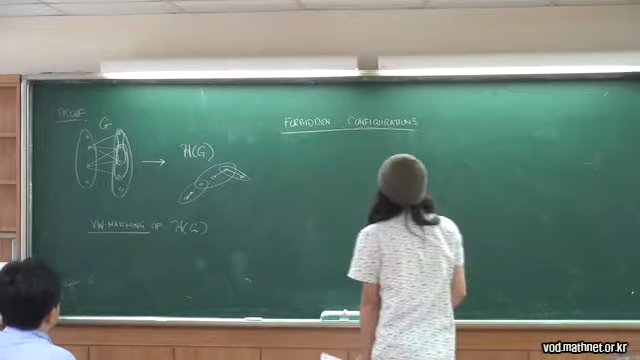 PROOF
G
H(G)
VW-MATCHING OF H(G)
FORBIDDEN CONFIGURATIONS
vod.mathnet.or.kr